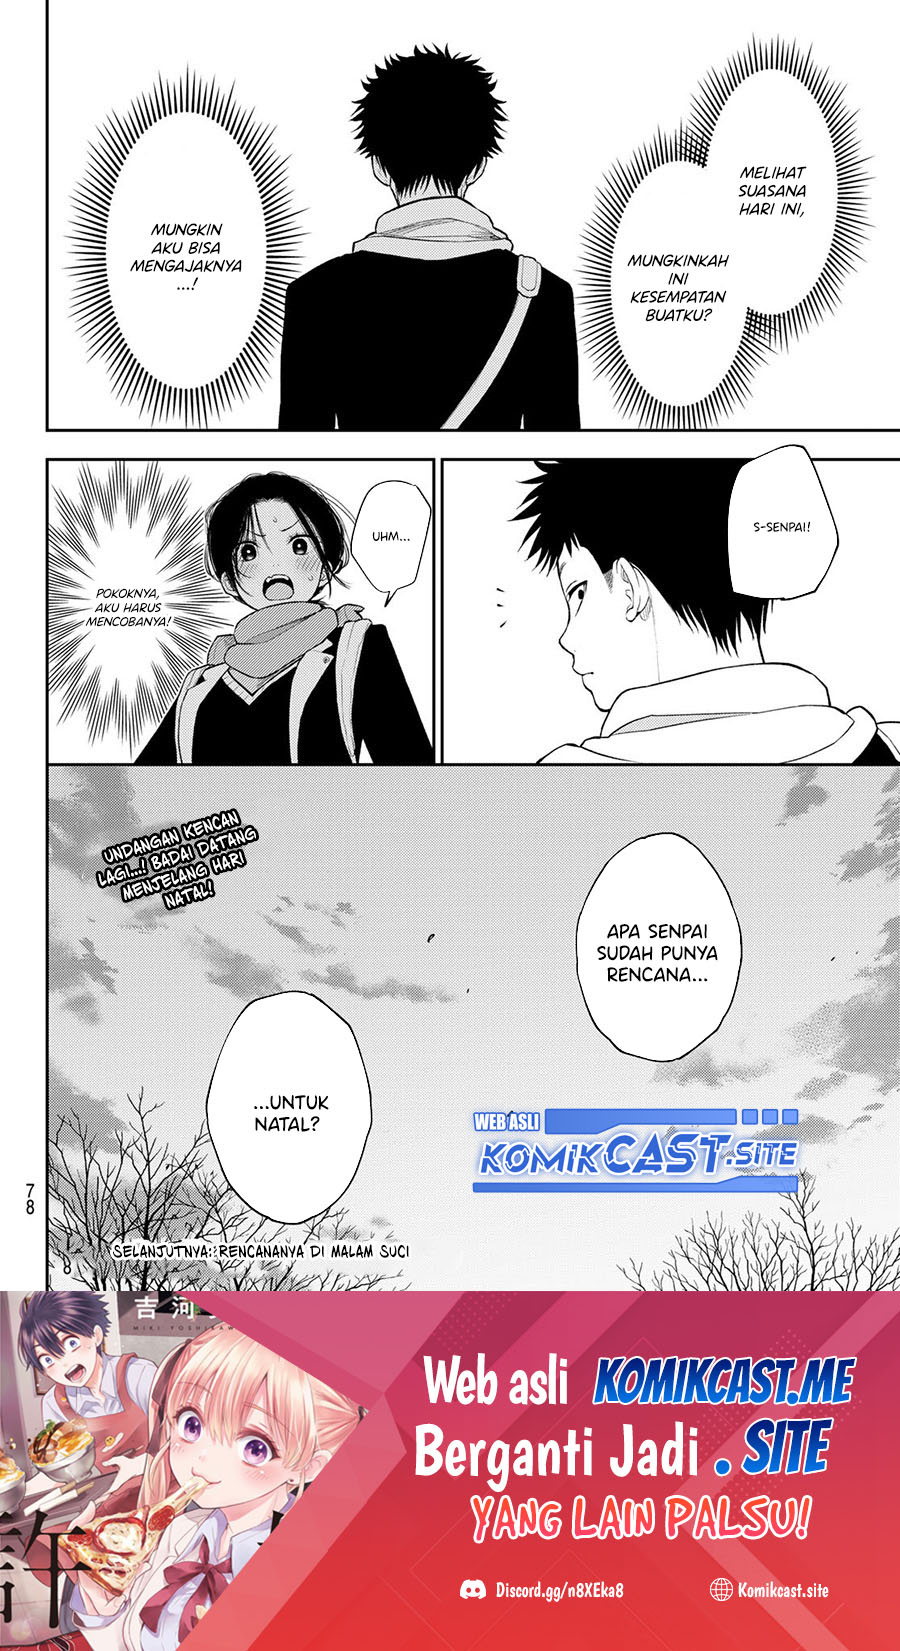 MELIHAT
SUASANA
HARI INI,
MUNGKINKAH
INI
KESEMPATAN
BUATKU?
MUNGKIN
AKU BISA
MENGAJAKNYA
...!
S-SENPAI!
UHM...
POKOKNYA,
AKU HARUS
MENCOBANYA!
UNDANGAN KENCAN
LAGI...! BADAI DATANG
MENJELANG HARI
NATAL!
APA SENPAI
SUDAH PUNYA
RENCANA...
...UNTUK
NATAL?
WEB ASLI
KOMIKCAST.SITE
78
SELANJUTNYA: RENCANANYA DI MALAM SUCI
8
吉河
MIKI YOSHIKAW
許
Web asli KOMIKCAST.ME
Berganti Jadi .SITE
YANG LAIN PALSU!
Discord.gg/n8XEka8
Komikcast.site